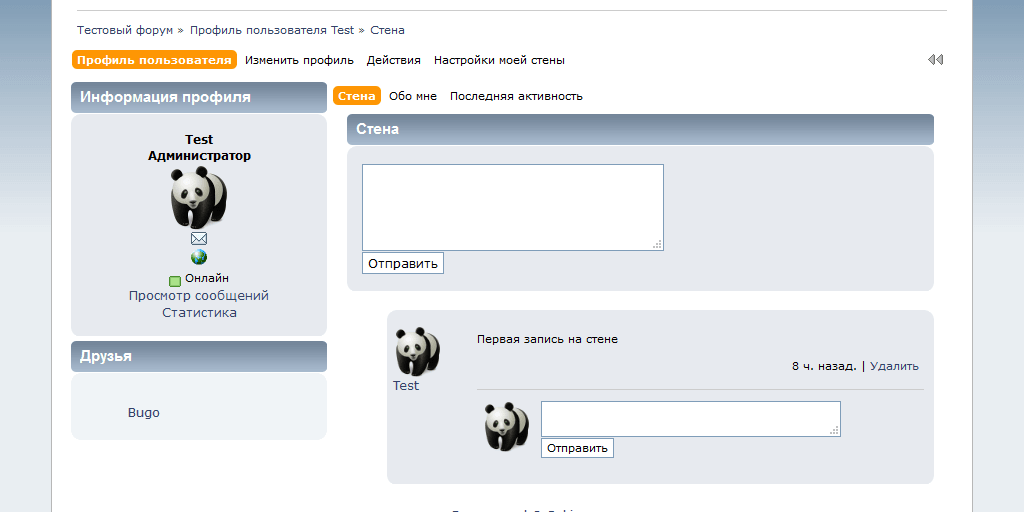 Тестовый форум » Профиль пользователя Test » Стена
Профиль пользователя Изменить профиль Действия Настройки моей стены
Информация профиля
Test
Администратор
Онлайн
Просмотр сообщений
Статистика
Друзья
Bugo
Стена Обо мне Последняя активность
Стена
Отправить
Первая запись на стене
8 ч. назад. | Удалить
Test
Отправить